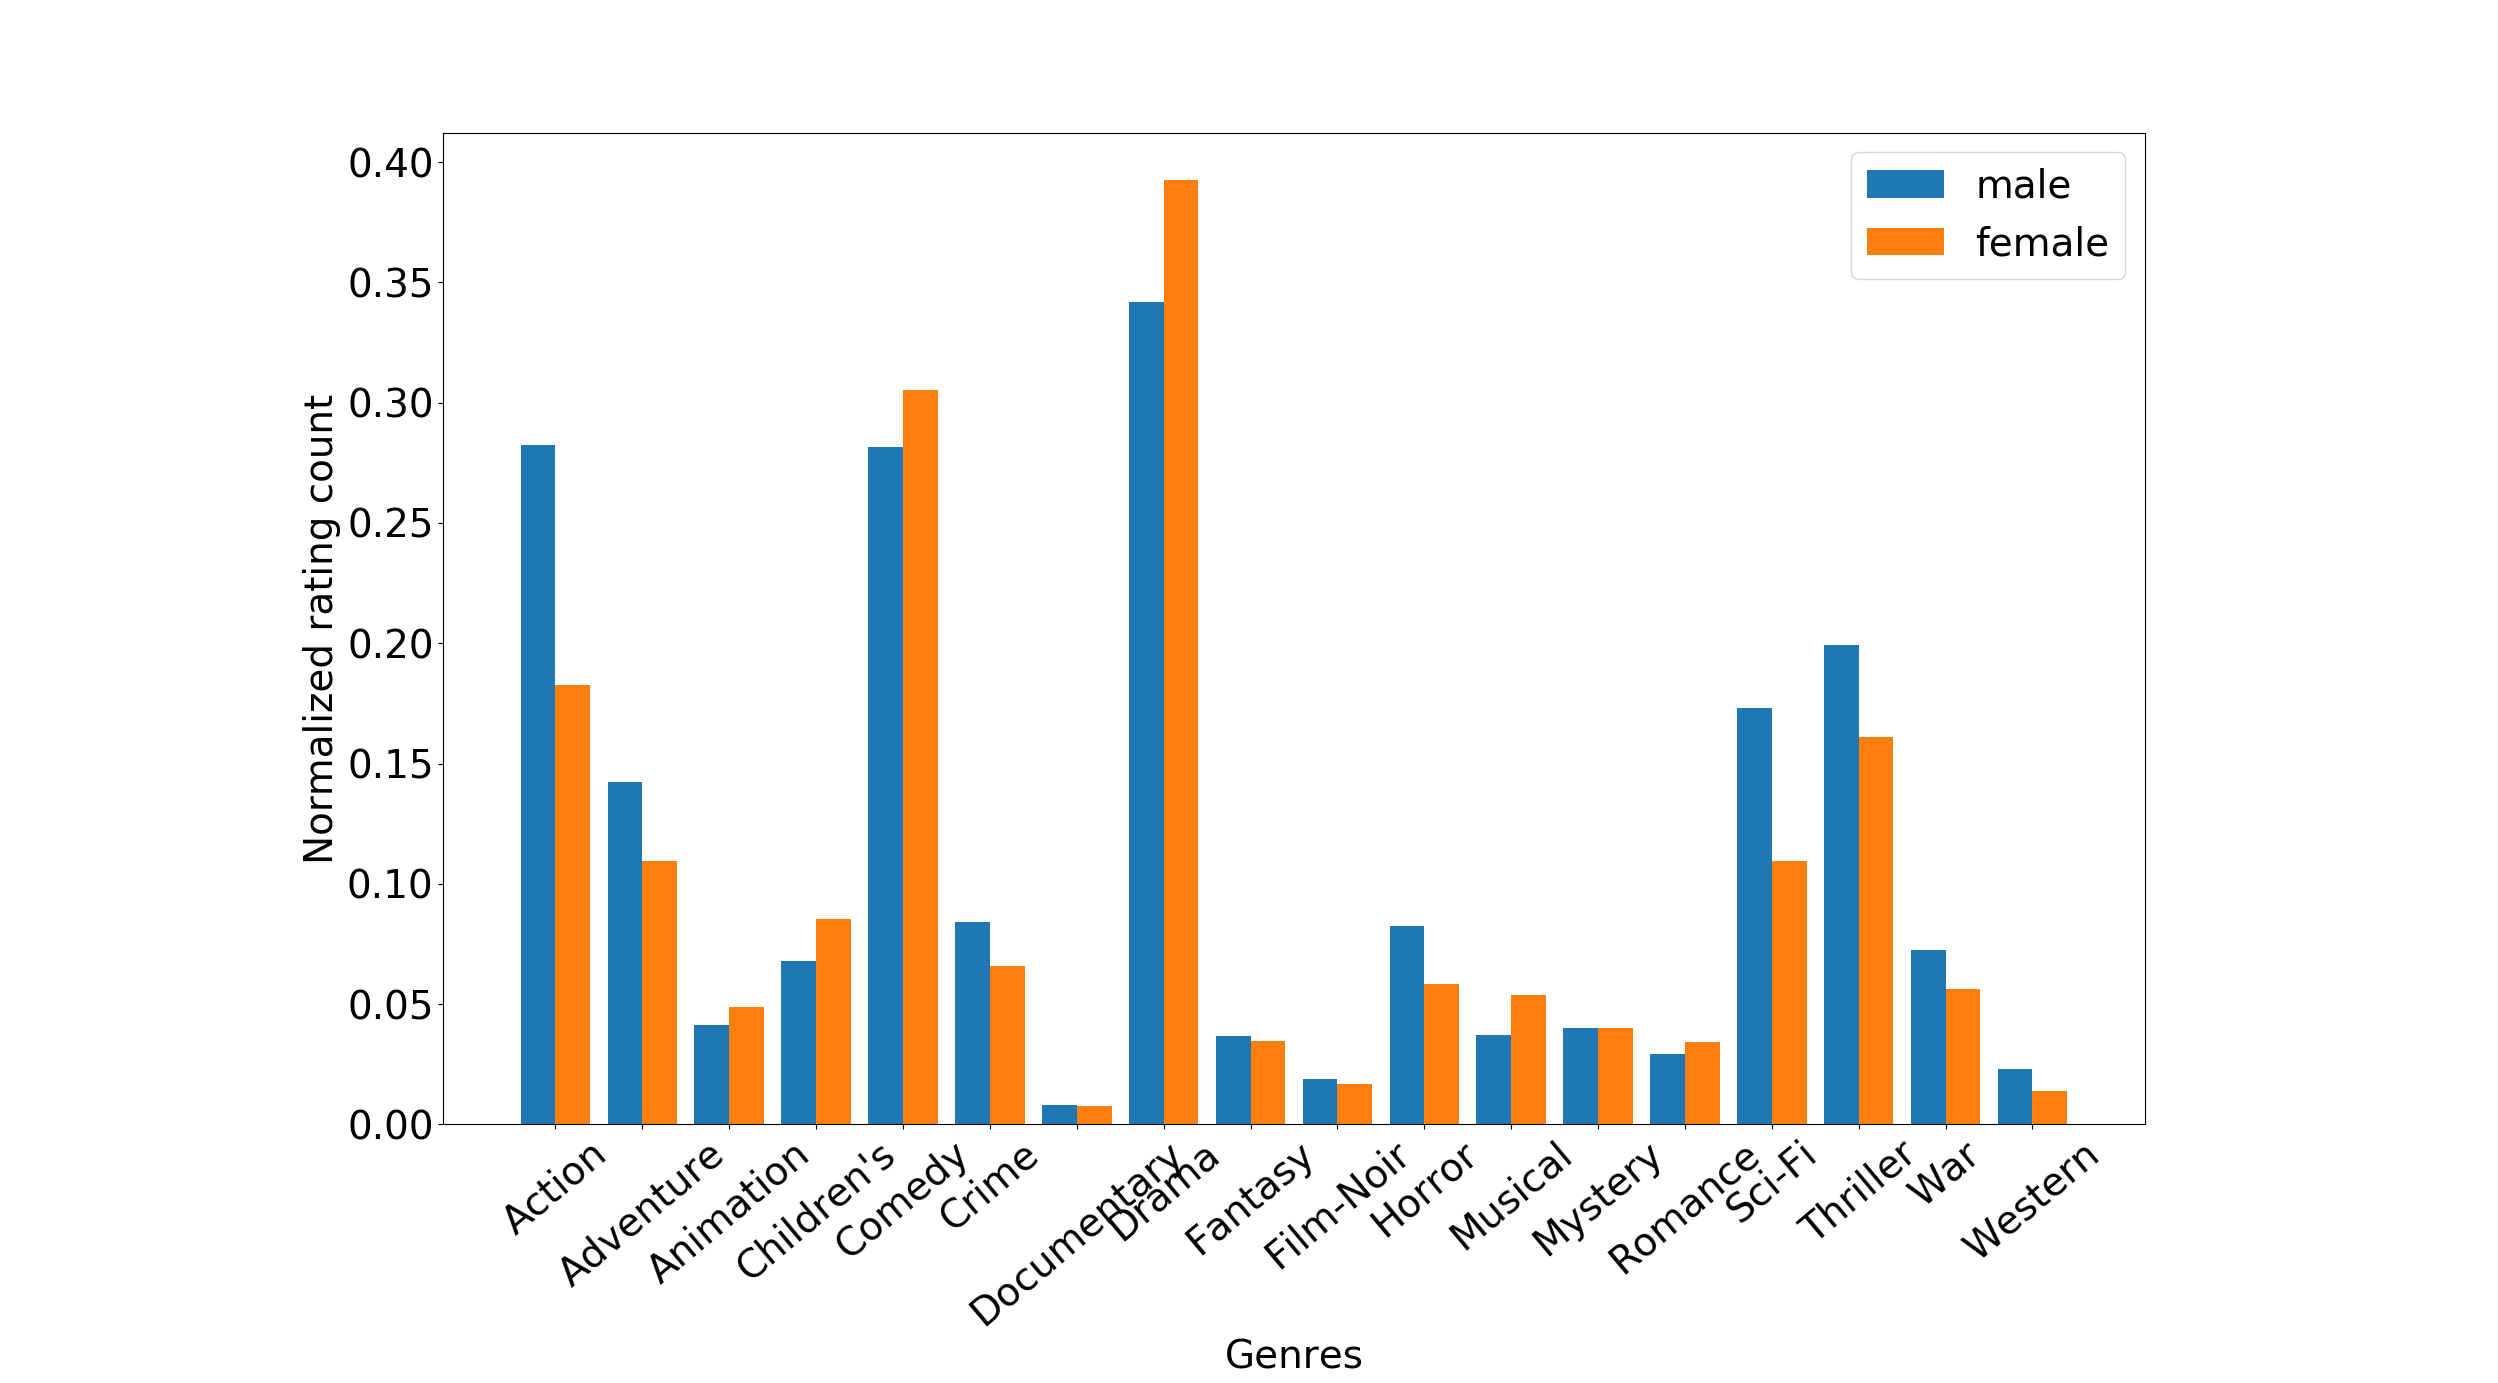 male
female
Normalized rating count
0.40
0.35
0.30
0.25
0.20
0.15
0.10
0.05
0.00
Action
Adventure
Animation
Children's
Comedy
Crime
Documentary
Drama
Fantasy
Film-Noir
Horror
Musical
Mystery
Romance
Sci-Fi
Thriller
War
Western
Genres